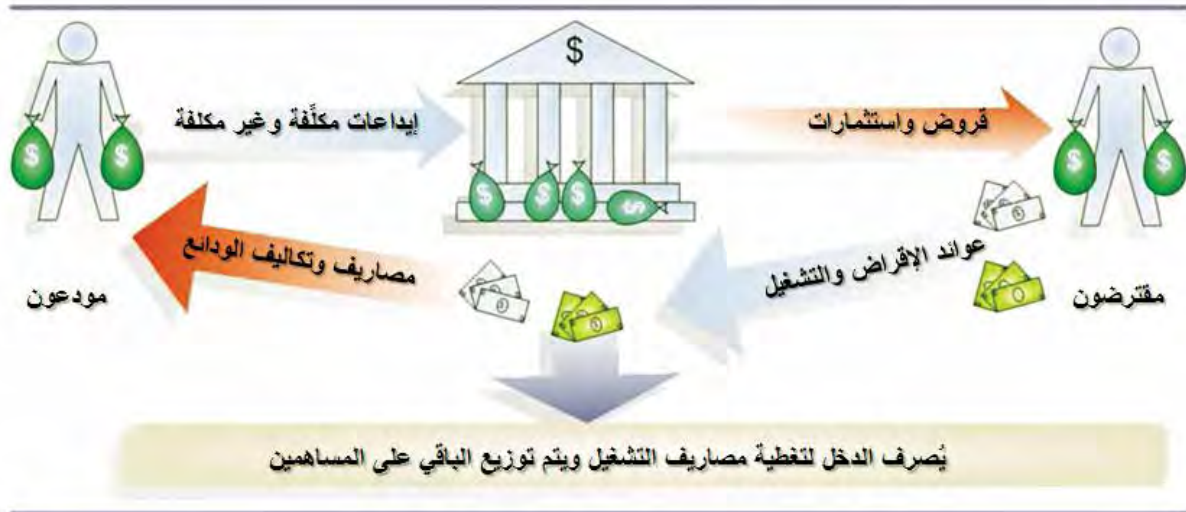 $
إيداعات مكلَّفة وغير مكلفة
قروض واستثمارات
$ $
$ $ $ $
$ $
مصاريف وتكاليف الودائع
عوائد الإقراض والتشغيل
مودعون
مقترضون
يُصرف الدخل لتغطية مصاريف التشغيل ويتم توزيع الباقي على المساهمين